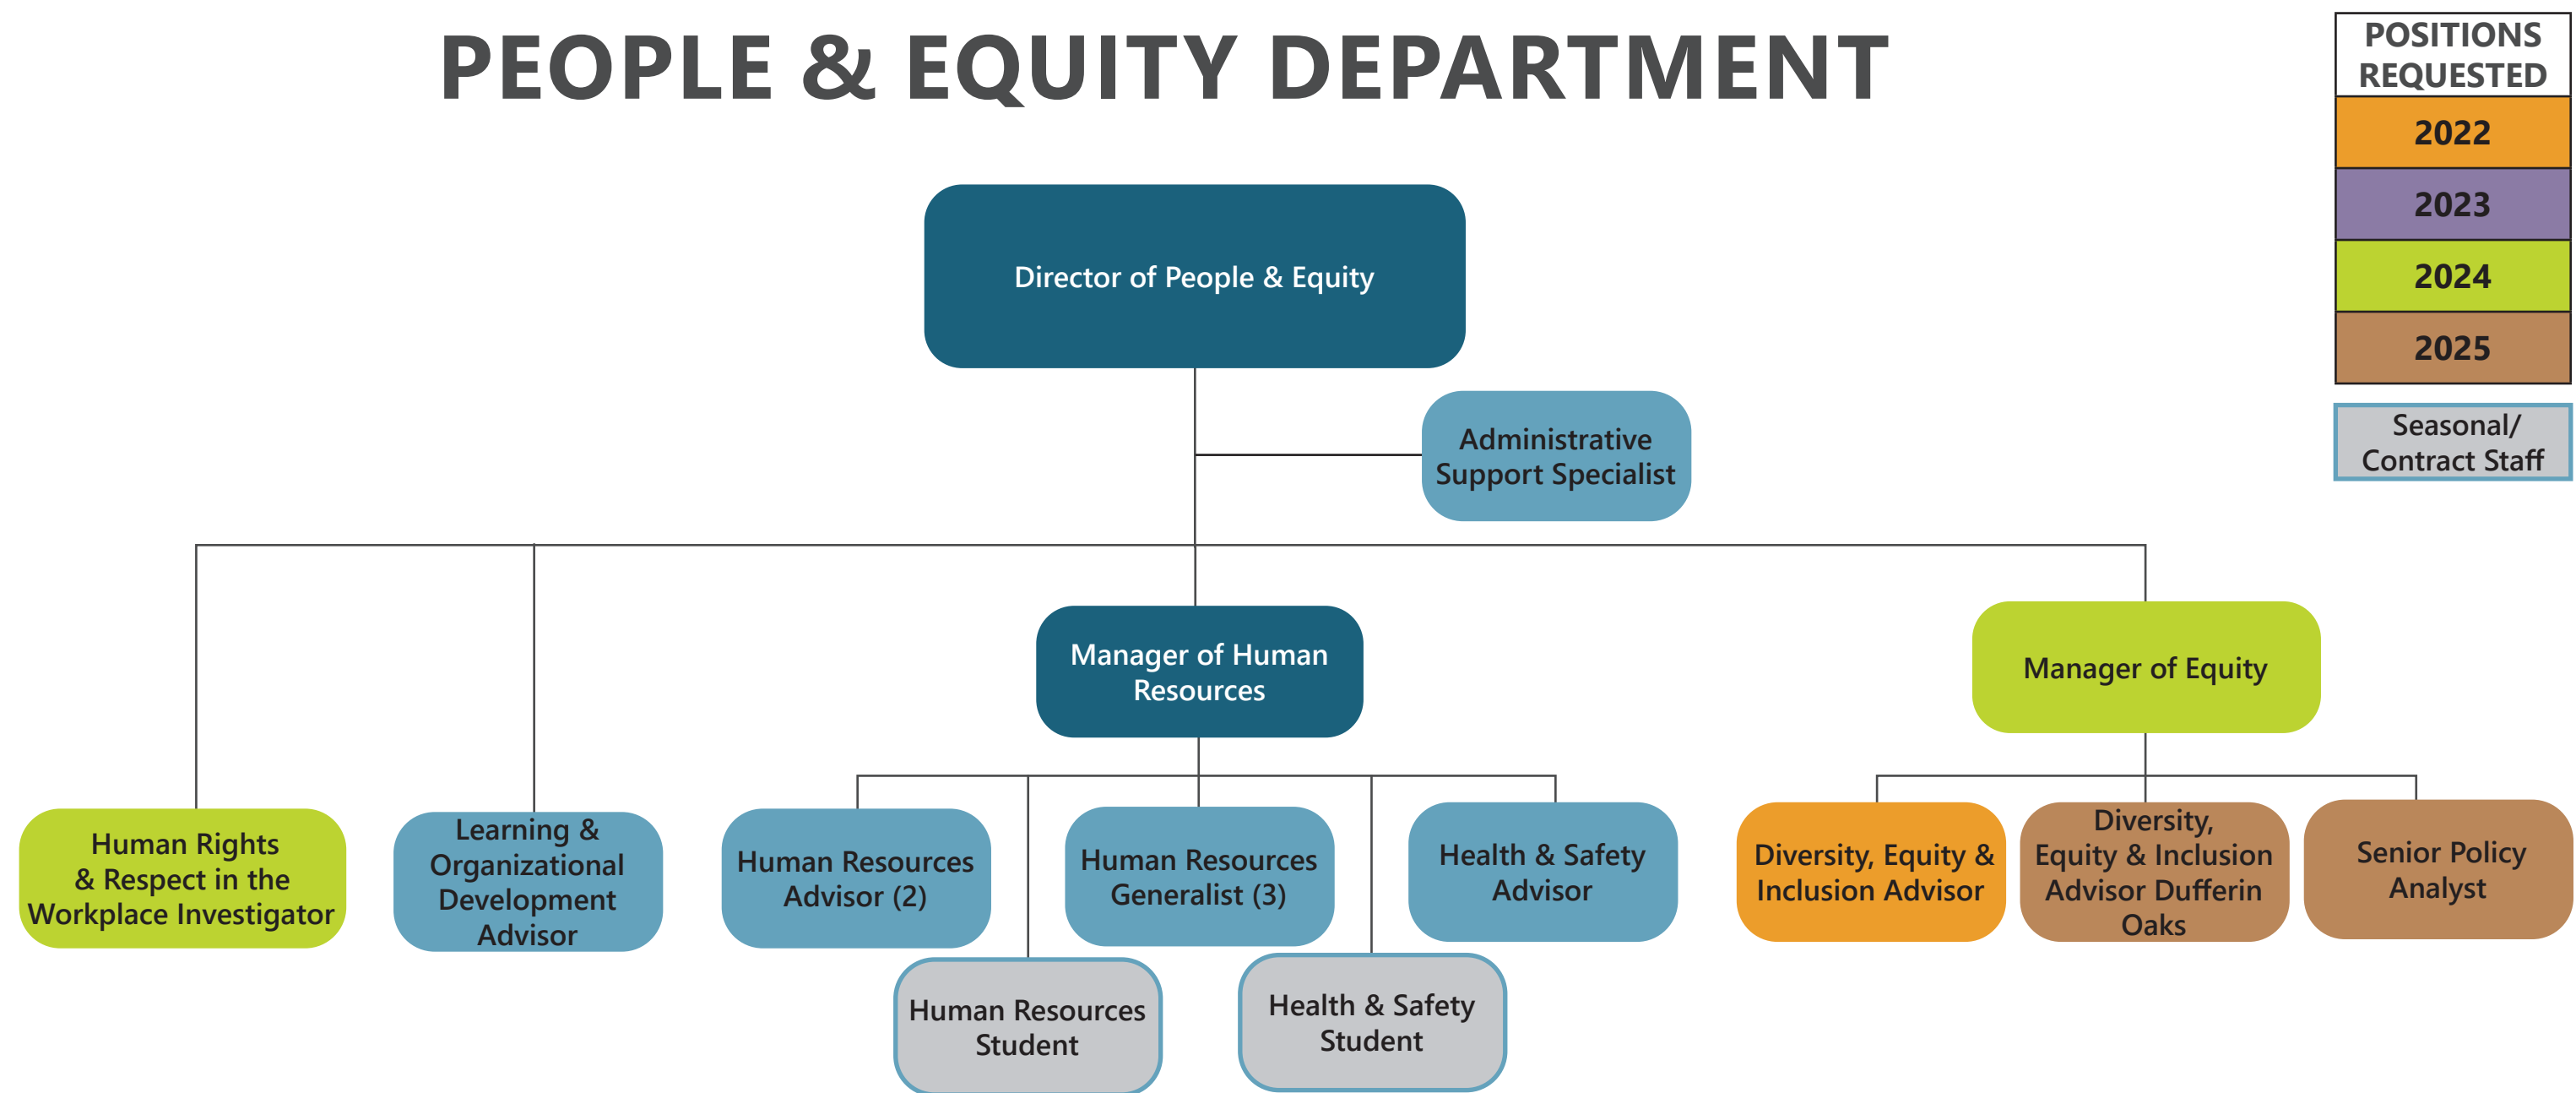 PEOPLE & EQUITY DEPARTMENT
POSITIONS
REQUESTED
2022
2023
2024
2025
Seasonal/
Contract Staff
Director of People & Equity
Administrative
Support Specialist
Manager of Human
Resources
Manager of Equity
Human Rights
& Respect in the
Workplace Investigator
Learning &
Organizational
Development
Advisor
Human Resources
Advisor (2)
Human Resources
Generalist (3)
Health & Safety
Advisor
Diversity, Equity &
Inclusion Advisor
Diversity,
Equity & Inclusion
Advisor Dufferin
Oaks
Senior Policy
Analyst
Human Resources
Student
Health & Safety
Student